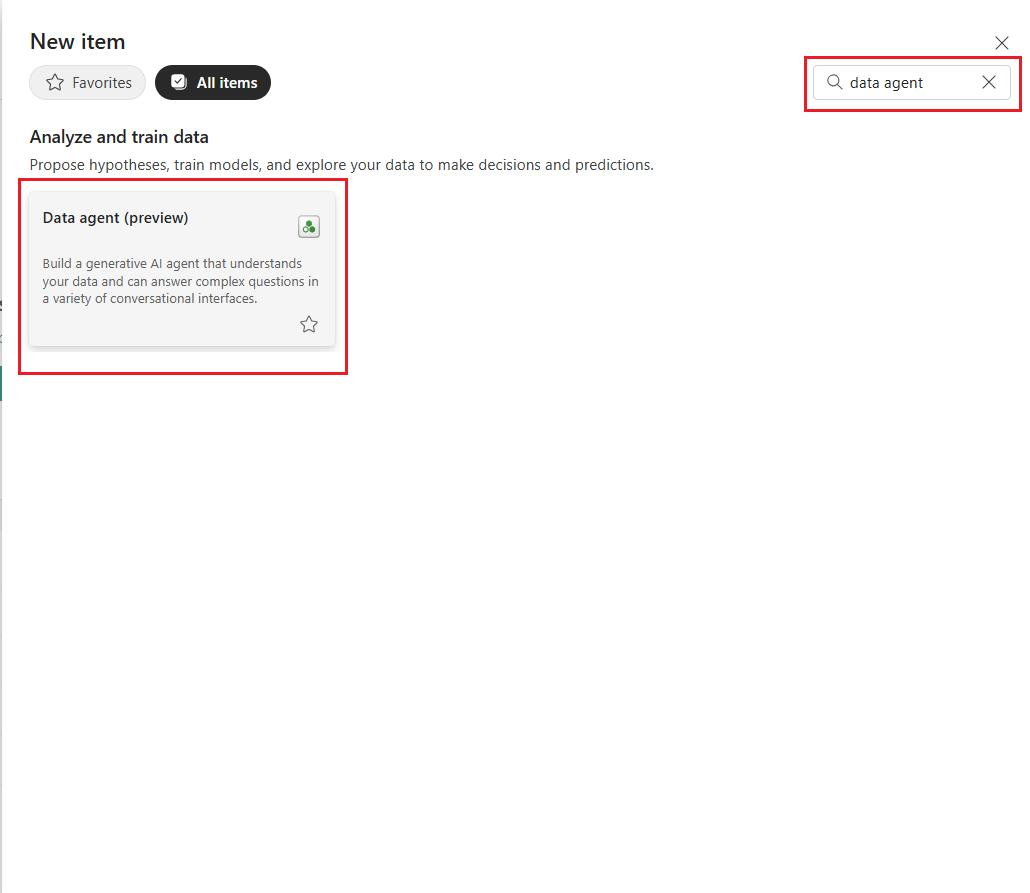 New item
Favorites
All items
data agent
Analyze and train data
Propose hypotheses, train models, and explore your data to make decisions and predictions.
Data agent (preview)
Build a generative AI agent that understands
your data and can answer complex questions in
a variety of conversational interfaces.